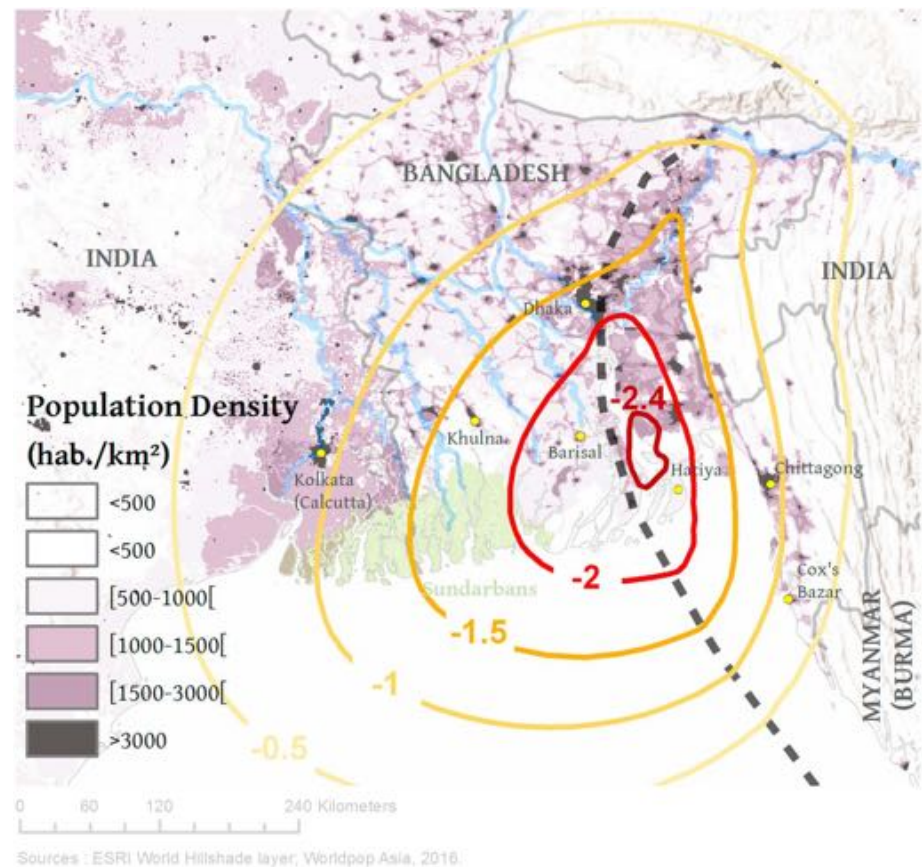 BANGLADESH
INDIA
INDIA
Dhaka
-2.4
Population Density
(hab./km²)
<500
<500
[500-1000[
[1000-1500[
[1500-3000[
>3000
Khulna
Barisal
Hatiya
Chittagong
Kolkata
(Calcutta)
-2
Sundarbans
Cox's
Bazar
-1.5
-1
-0.5
MYANMAR
(BURMA)
0 60 120 240 Kilometers
Sources : ESRI World Hillshade layer; Worldpop Asia, 2016.